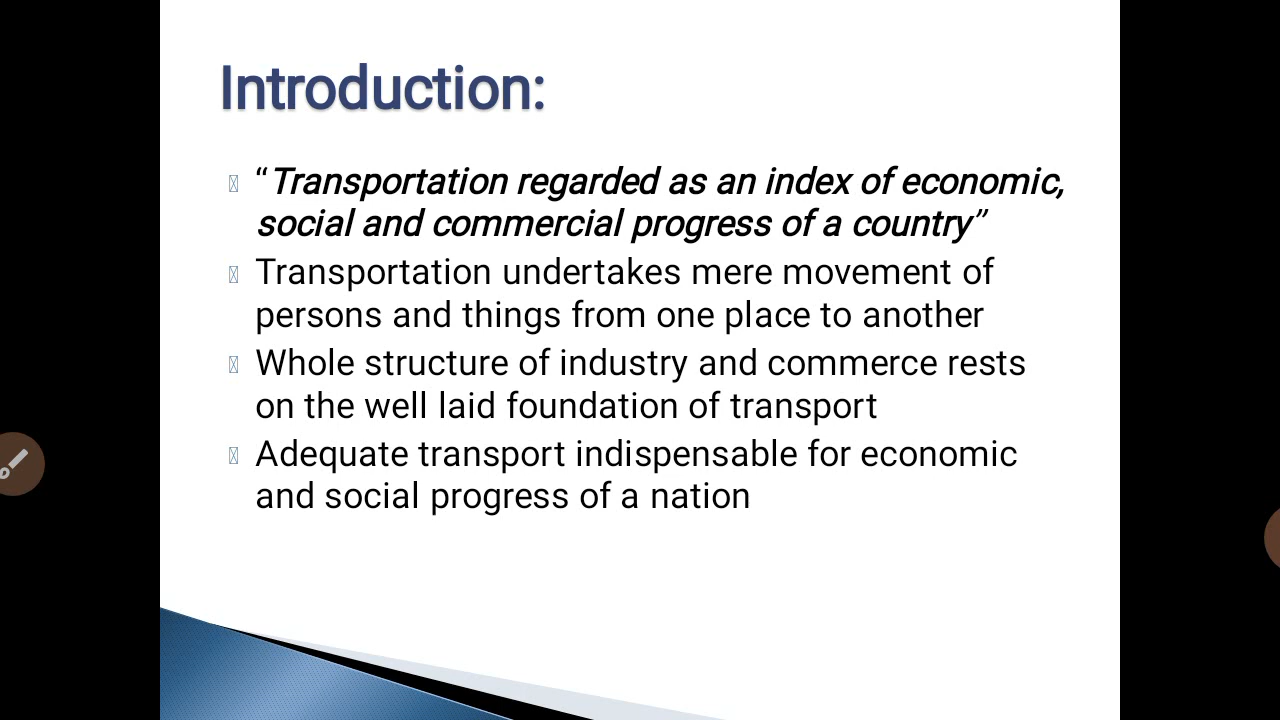 Introduction:
“Transportation regarded as an index of economic,
social and commercial progress of a country”
Transportation undertakes mere movement of
persons and things from one place to another
Whole structure of industry and commerce rests
on the well laid foundation of transport
Adequate transport indispensable for economic
and social progress of a nation